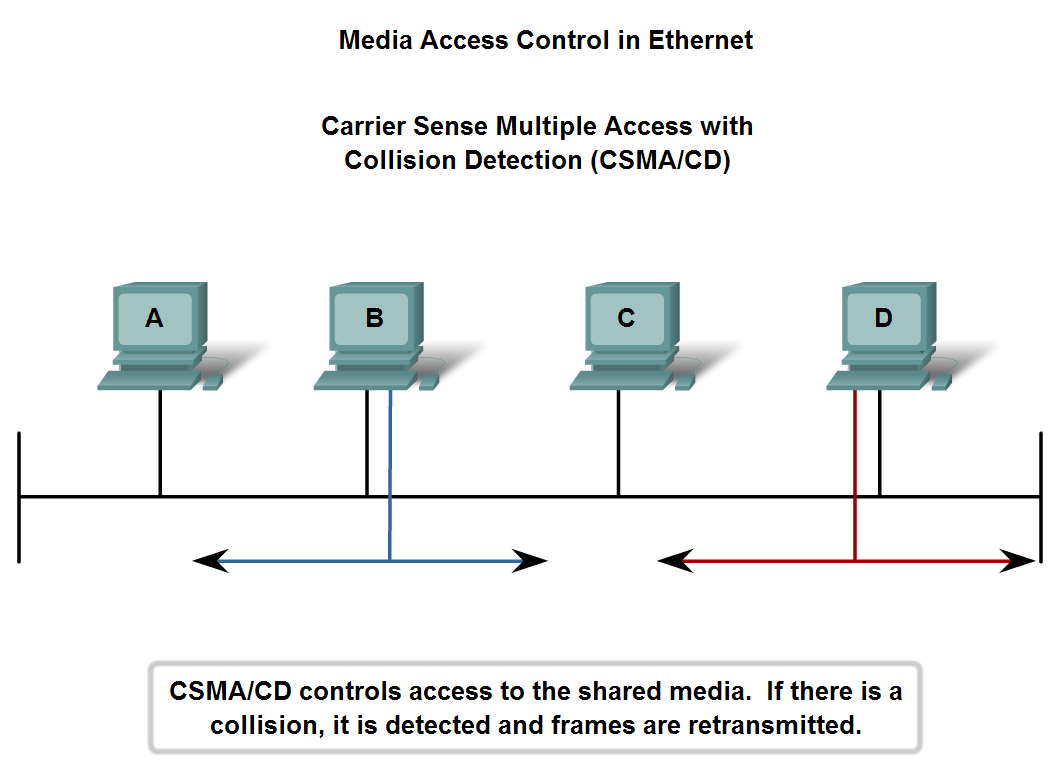 Media Access Control in Ethernet
Carrier Sense Multiple Access with
Collision Detection (CSMA/CD)
A
B
C
D
CSMA/CD controls access to the shared media.  If there is a
collision, it is detected and frames are retransmitted.